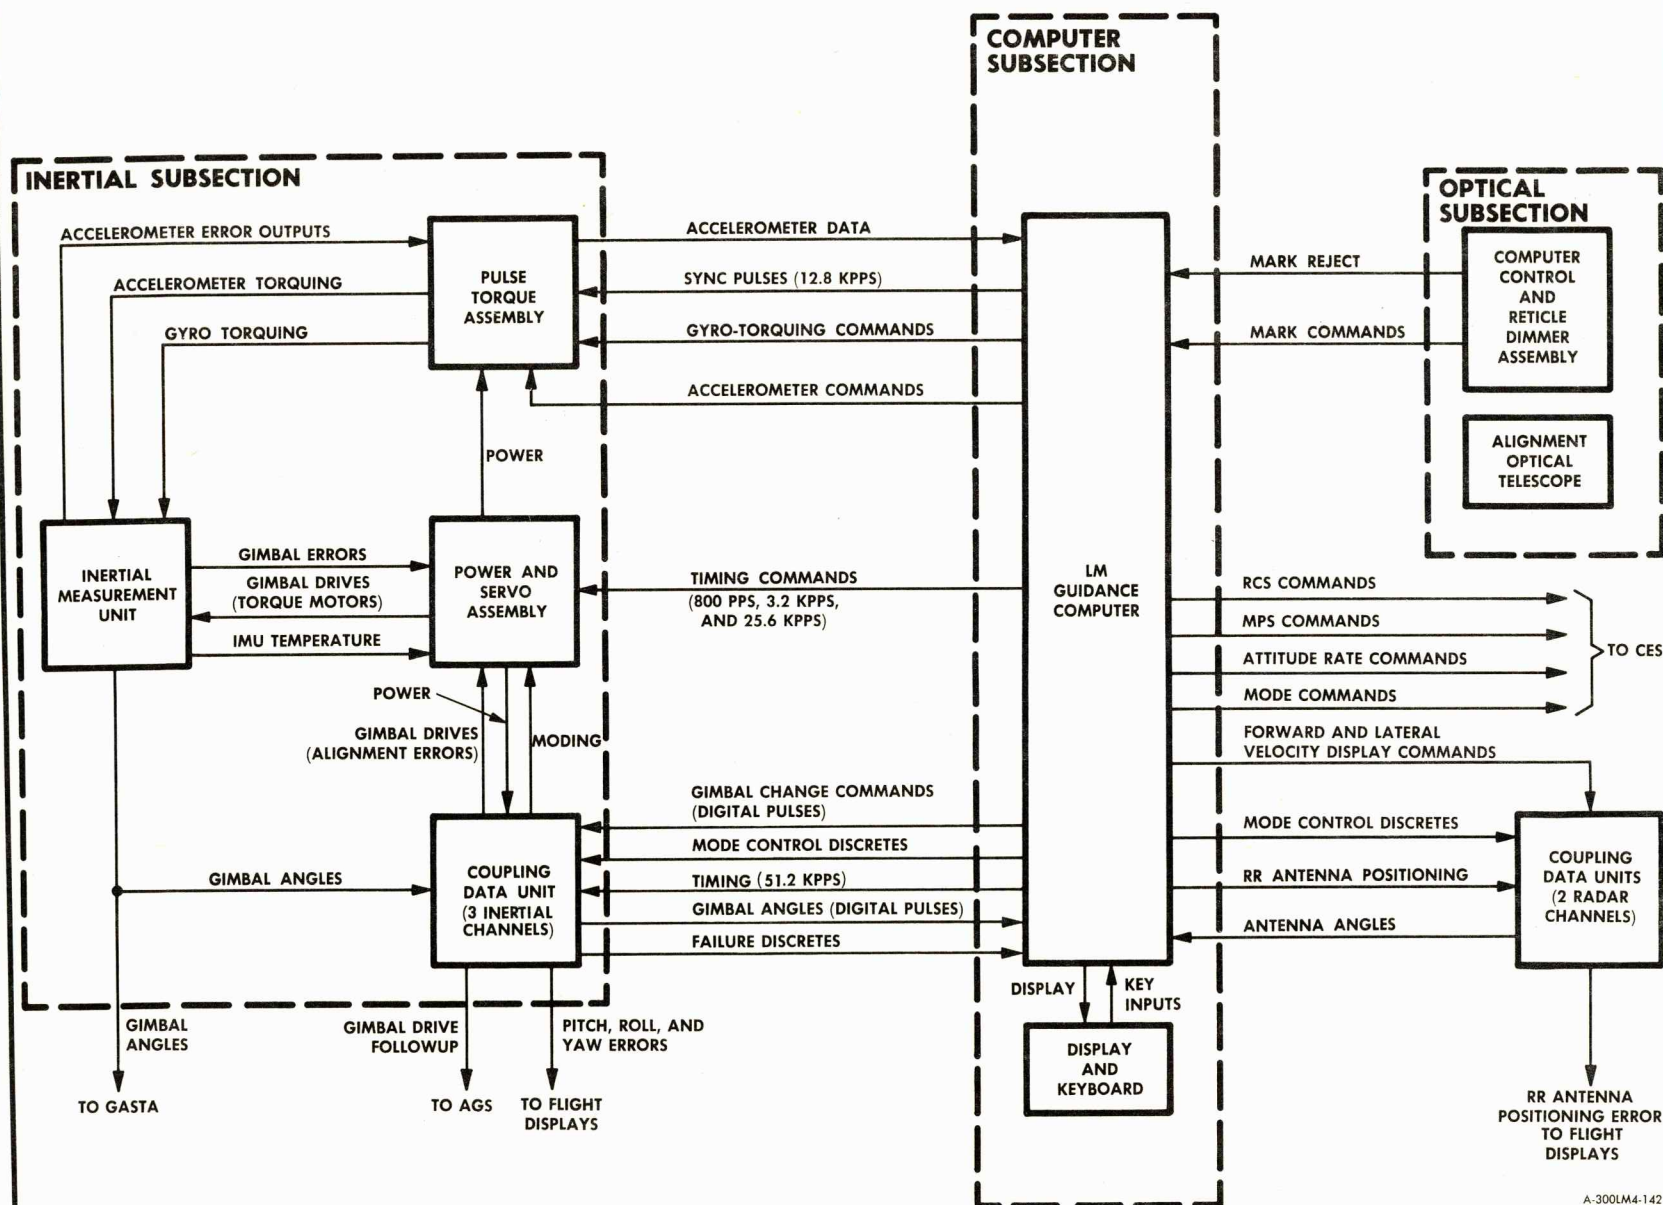 COMPUTER
SUBSECTION
INERTIAL SUBSECTION
OPTICAL
SUBSECTION
ACCELEROMETER ERROR OUTPUTS
ACCELEROMETER TORQUING
GYRO TORQUING
PULSE
TORQUE
ASSEMBLY
ACCELEROMETER DATA
SYNC PULSES (12.8 KPPS)
GYRO-TORQUING COMMANDS
ACCELEROMETER COMMANDS
MARK REJECT
MARK COMMANDS
COMPUTER
CONTROL
AND
RETICLE
DIMMER
ASSEMBLY
ALIGNMENT
OPTICAL
TELESCOPE
POWER
INERTIAL
MEASUREMENT
UNIT
GIMBAL ERRORS
GIMBAL DRIVES
(TORQUE MOTORS)
IMU TEMPERATURE
POWER AND
SERVO
ASSEMBLY
TIMING COMMANDS
(800 PPS, 3.2 KPPS,
AND 25.6 KPPS)
LM
GUIDANCE
COMPUTER
RCS COMMANDS
MPS COMMANDS
ATTITUDE RATE COMMANDS
MODE COMMANDS
TO CES
POWER
GIMBAL DRIVES
(ALIGNMENT ERRORS)
MODING
FORWARD AND LATERAL
VELOCITY DISPLAY COMMANDS
GIMBAL CHANGE COMMANDS
(DIGITAL PULSES)
MODE CONTROL DISCRETES
TIMING (51.2 KPPS)
GIMBAL ANGLES (DIGITAL PULSES)
FAILURE DISCRETES
GIMBAL ANGLES
COUPLING
DATA UNIT
(3 INERTIAL
CHANNELS)
MODE CONTROL DISCRETES
RR ANTENNA POSITIONING
ANTENNA ANGLES
COUPLING
DATA UNITS
(2 RADAR
CHANNELS)
DISPLAY
KEY
INPUTS
DISPLAY
AND
KEYBOARD
GIMBAL
ANGLES
GIMBAL DRIVE
FOLLOWUP
PITCH, ROLL, AND
YAW ERRORS
TO GASTA
TO AGS
TO FLIGHT
DISPLAYS
RR ANTENNA
POSITIONING ERROR
TO FLIGHT
DISPLAYS
A-300LM4-142